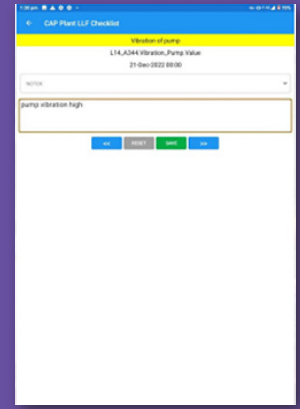 CAP Plant LLF Checklist
Vibration of pump
L14_A344.Vibration_Pump.Value
21-Dec-2022 00:00
NOTOK
pump vibration high
<< RESET SAVE >>